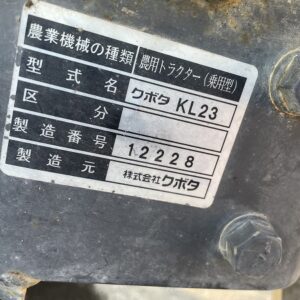 農業機械の種類 農用トラクター(乗用型)
型式名 クボタ KL23
区分
製造番号 12228
製造元 株式会社クボタ